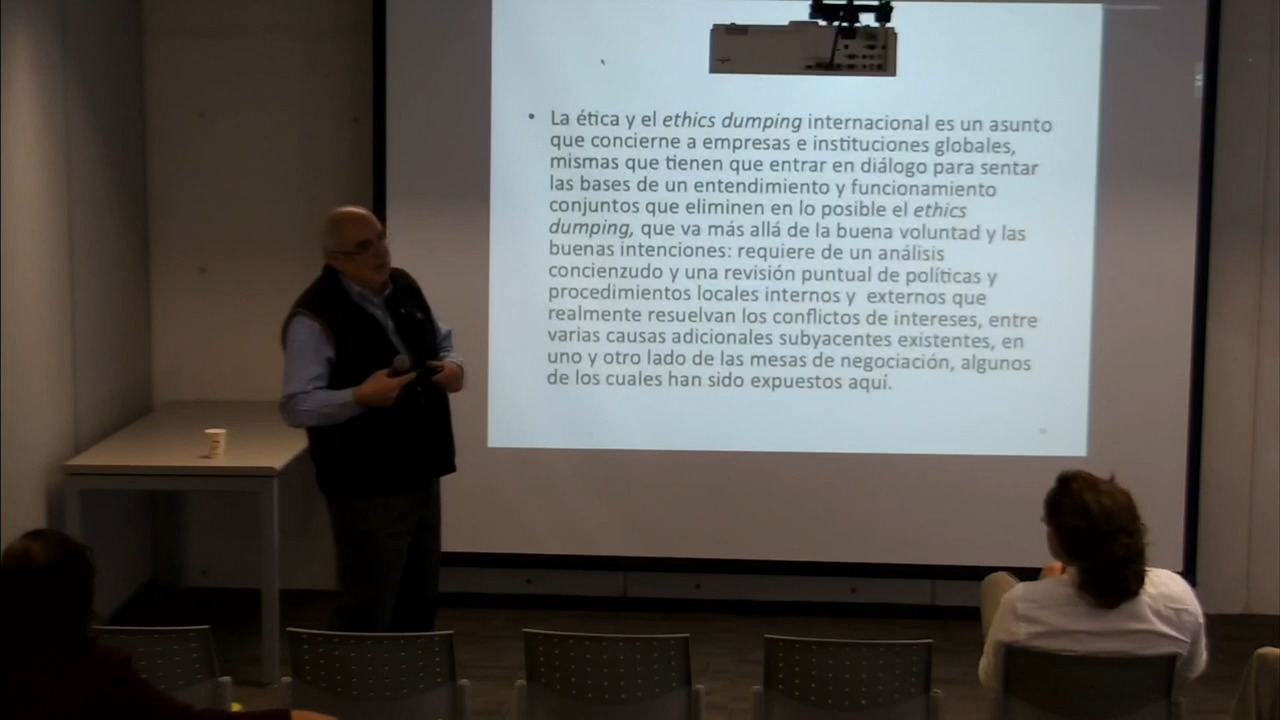 • La ética y el ethics dumping internacional es un asunto
que concierne a empresas e instituciones globales,
mismas que tienen que entrar en diálogo para sentar
las bases de un entendimiento y funcionamiento
conjuntos que eliminen en lo posible el ethics
dumping, que va más allá de la buena voluntad y las
buenas intenciones: requiere de un análisis
concienzudo y una revisión puntual de políticas y
procedimientos locales internos y externos que
realmente resuelvan los conflictos de intereses, entre
varias causas adicionales subyacentes existentes, en
uno y otro lado de las mesas de negociación, algunos
de los cuales han sido expuestos aquí.